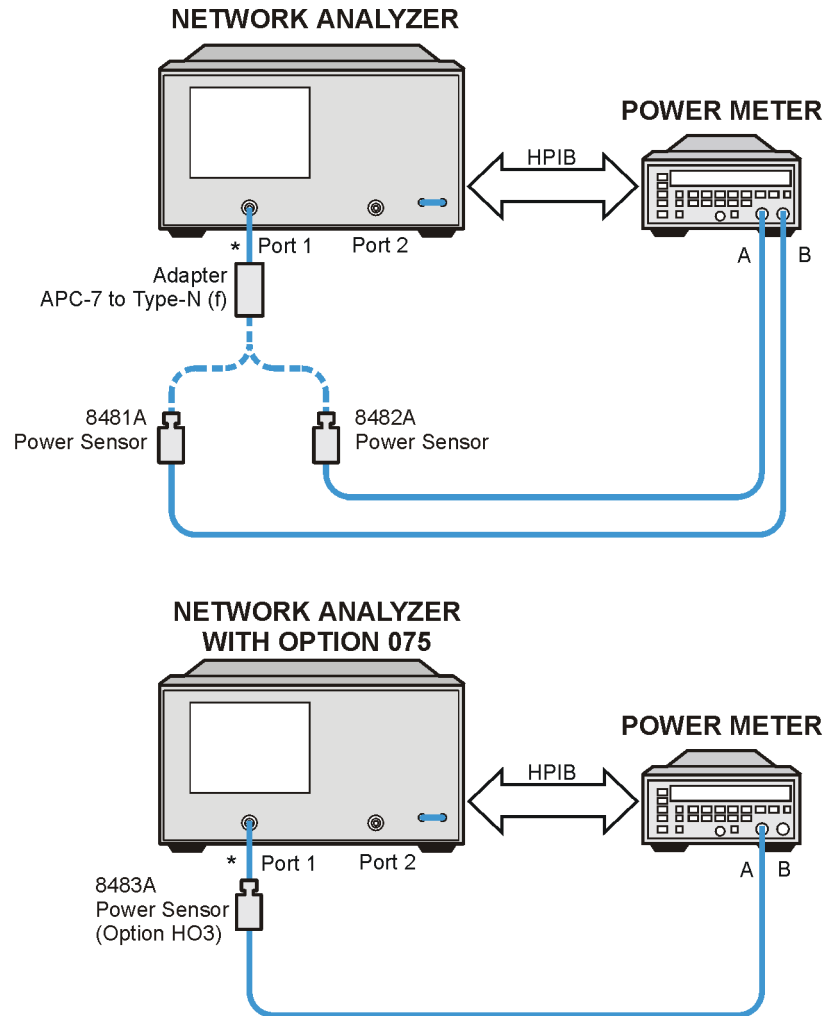 NETWORK ANALYZER
POWER METER
HPIB
* Port 1
Port 2
A
B
Adapter
APC-7 to Type-N (f)
8481A
Power Sensor
8482A
Power Sensor
NETWORK ANALYZER
WITH OPTION 075
POWER METER
HPIB
* Port 1
Port 2
A
B
8483A
Power Sensor
(Option HO3)